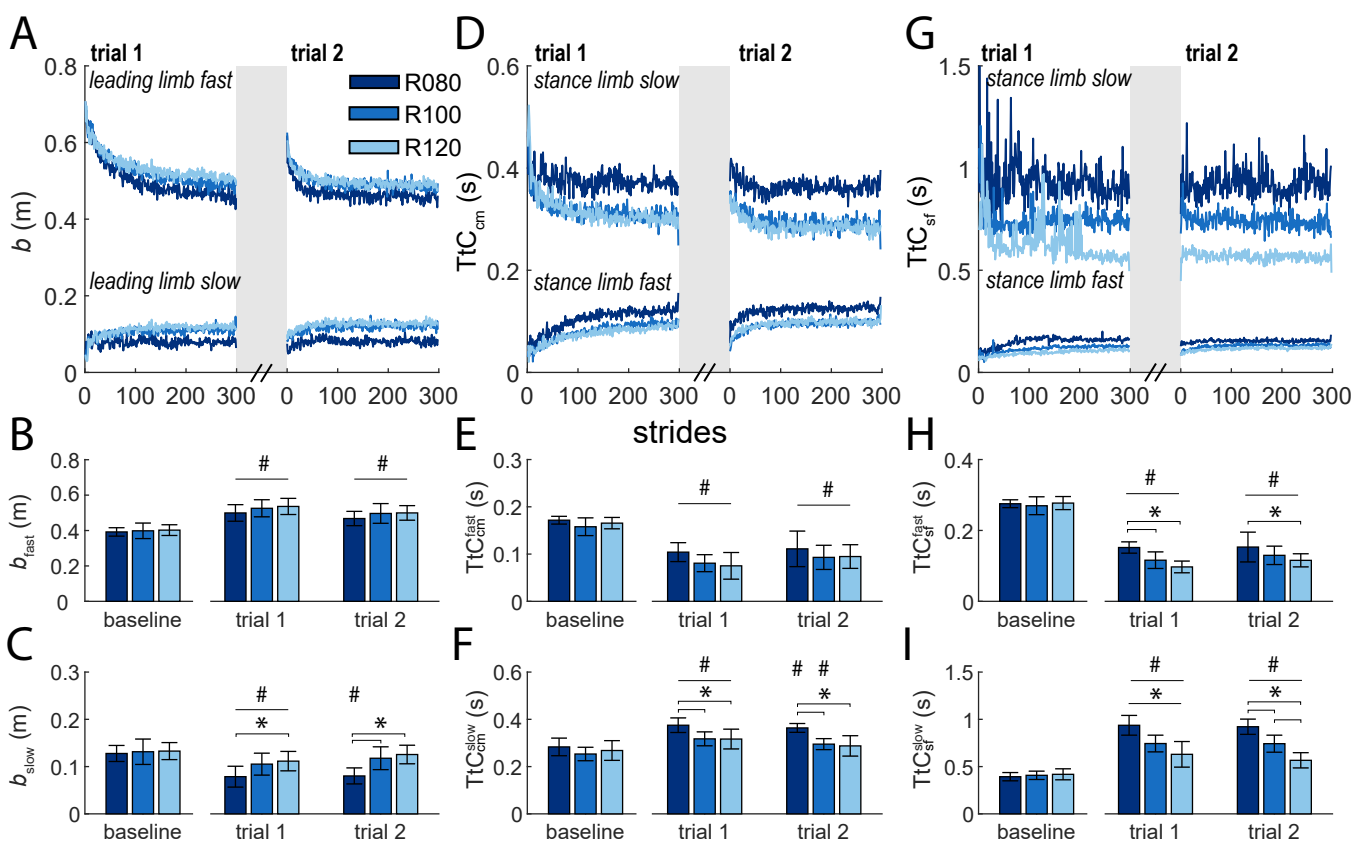 A
trial 1
trial 2
0.8
0.6
0.4
0.2
0
b (m)
leading limb fast
leading limb slow
R080
R100
R120
0 100 200 300 0 100 200 300
D
trial 1
trial 2
0.6
0.4
0.2
0
TtCcm (s)
stance limb slow
stance limb fast
0 100 200 300 0 100 200 300
strides
G
trial 1
trial 2
1.5
1
0.5
0
TtCsf (s)
stance limb slow
stance limb fast
0 100 200 300 0 100 200 300
B
0.8
0.6
0.4
0.2
0
bfast (m)
# #
baseline trial 1 trial 2
E
0.3
0.2
0.1
0
TtCcm^fast (s)
# #
baseline trial 1 trial 2
H
0.4
0.2
0
TtCsf^fast (s)
# #
* *
baseline trial 1 trial 2
C
0.3
0.2
0.1
0
bslow (m)
# #
* *
baseline trial 1 trial 2
F
0.6
0.4
0.2
0
TtCcm^slow (s)
# # #
* *
baseline trial 1 trial 2
I
1.5
1
0.5
0
TtCsf^slow (s)
# #
* *
baseline trial 1 trial 2